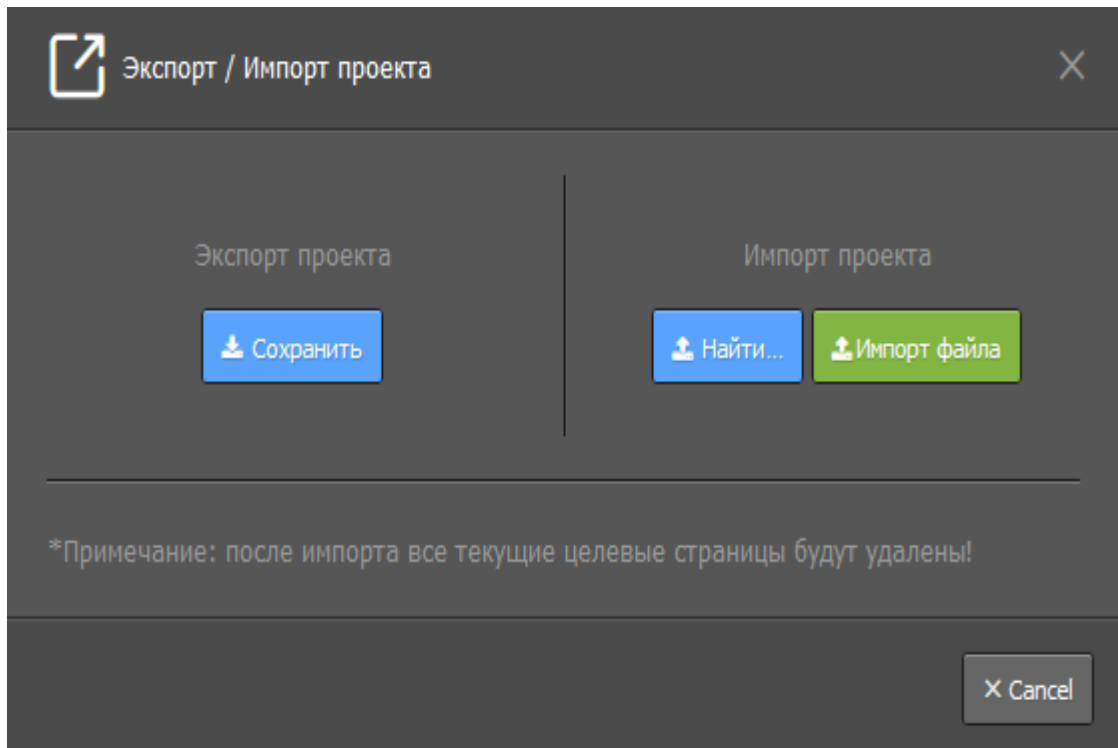 Экспорт / Импорт проекта
Экспорт проекта
Импорт проекта
Сохранить
Найти...
Импорт файла
*Примечание: после импорта все текущие целевые страницы будут удалены!
Cancel